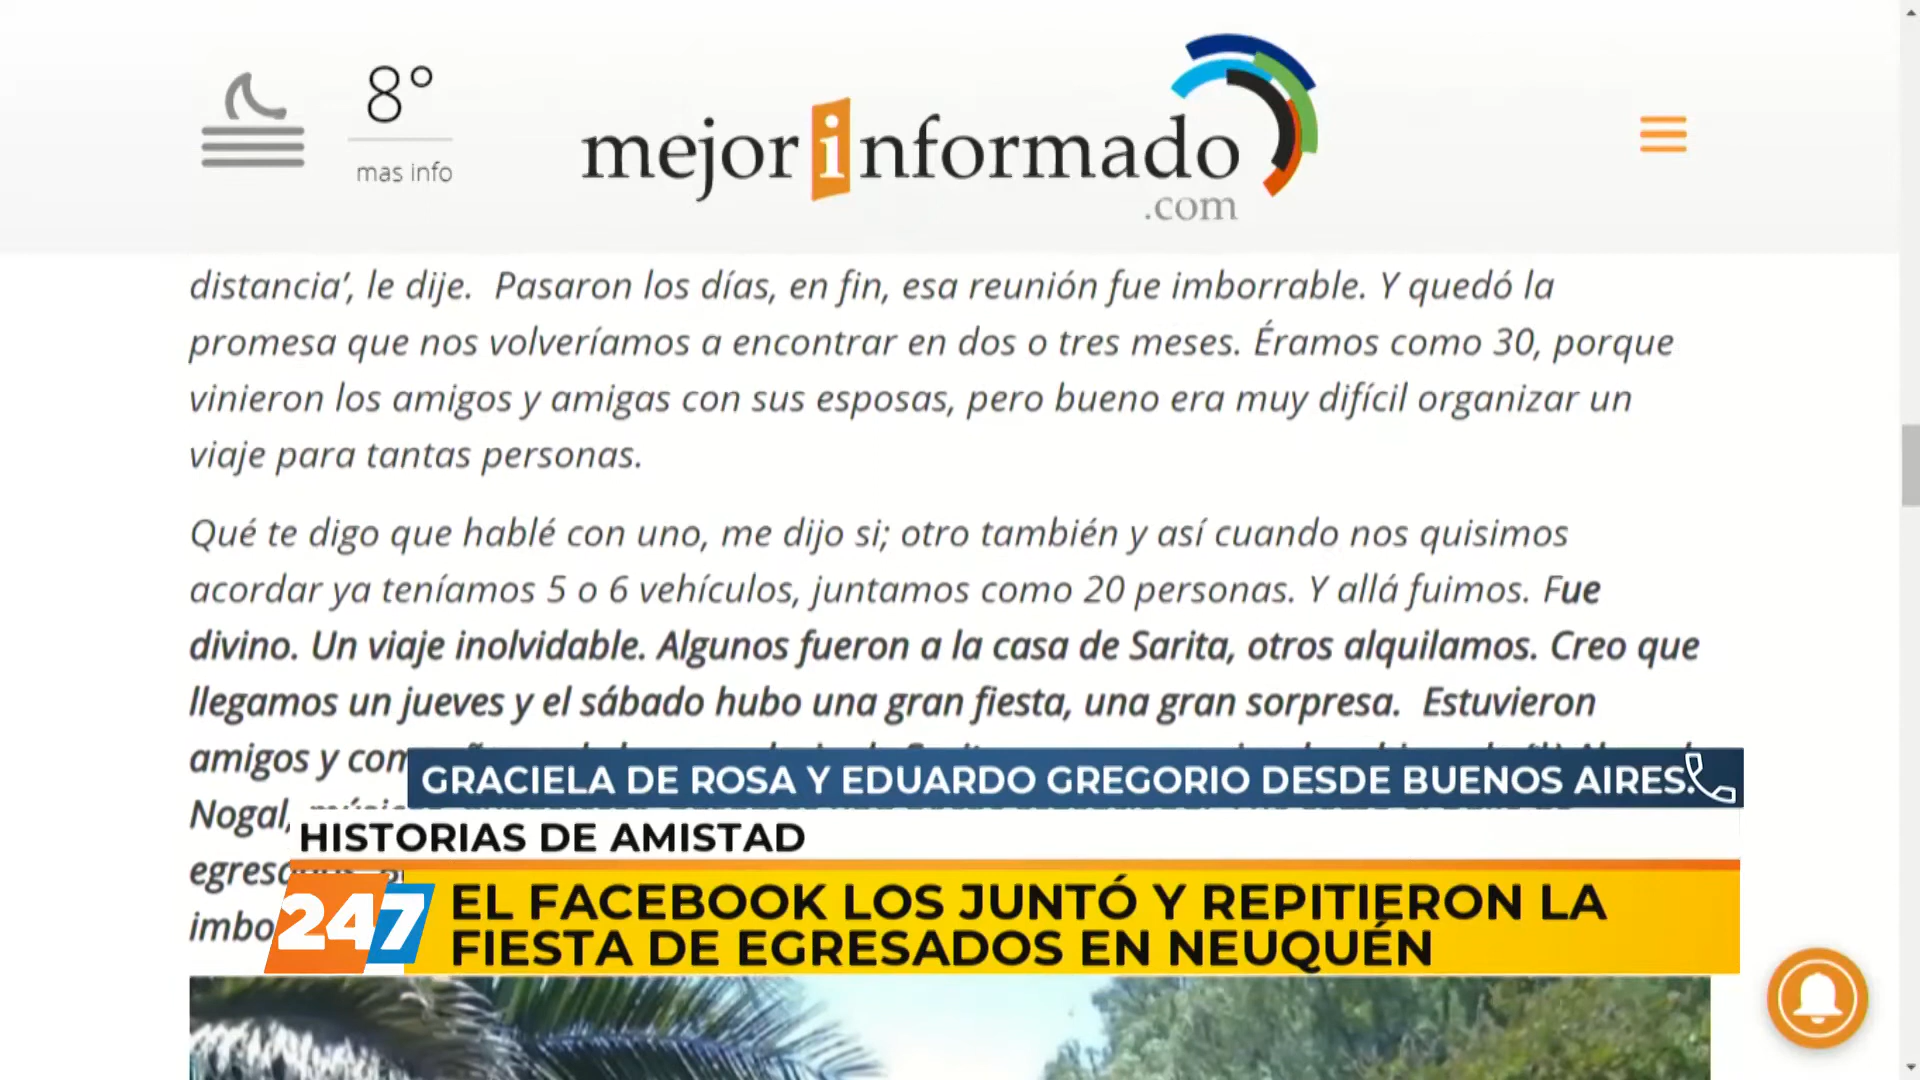 8°
mas info
mejorinformado
.com
distancia’, le dije.  Pasaron los días, en fin, esa reunión fue imborrable. Y quedó la
promesa que nos volveríamos a encontrar en dos o tres meses. Éramos como 30, porque
vinieron los amigos y amigas con sus esposas, pero bueno era muy difícil organizar un
viaje para tantas personas.
Qué te digo que hablé con uno, me dijo si; otro también y así cuando nos quisimos
acordar ya teníamos 5 o 6 vehículos, juntamos como 20 personas. Y allá fuimos. Fue
divino. Un viaje inolvidable. Algunos fueron a la casa de Sarita, otros alquilamos. Creo que
llegamos un jueves y el sábado hubo una gran fiesta, una gran sorpresa.  Estuvieron
amigos y
Nogal,
GRACIELA DE ROSA Y EDUARDO GREGORIO DESDE BUENOS AIRES.
HISTORIAS DE AMISTAD
247
EL FACEBOOK LOS JUNTÓ Y REPITIERON LA
FIESTA DE EGRESADOS EN NEUQUÉN